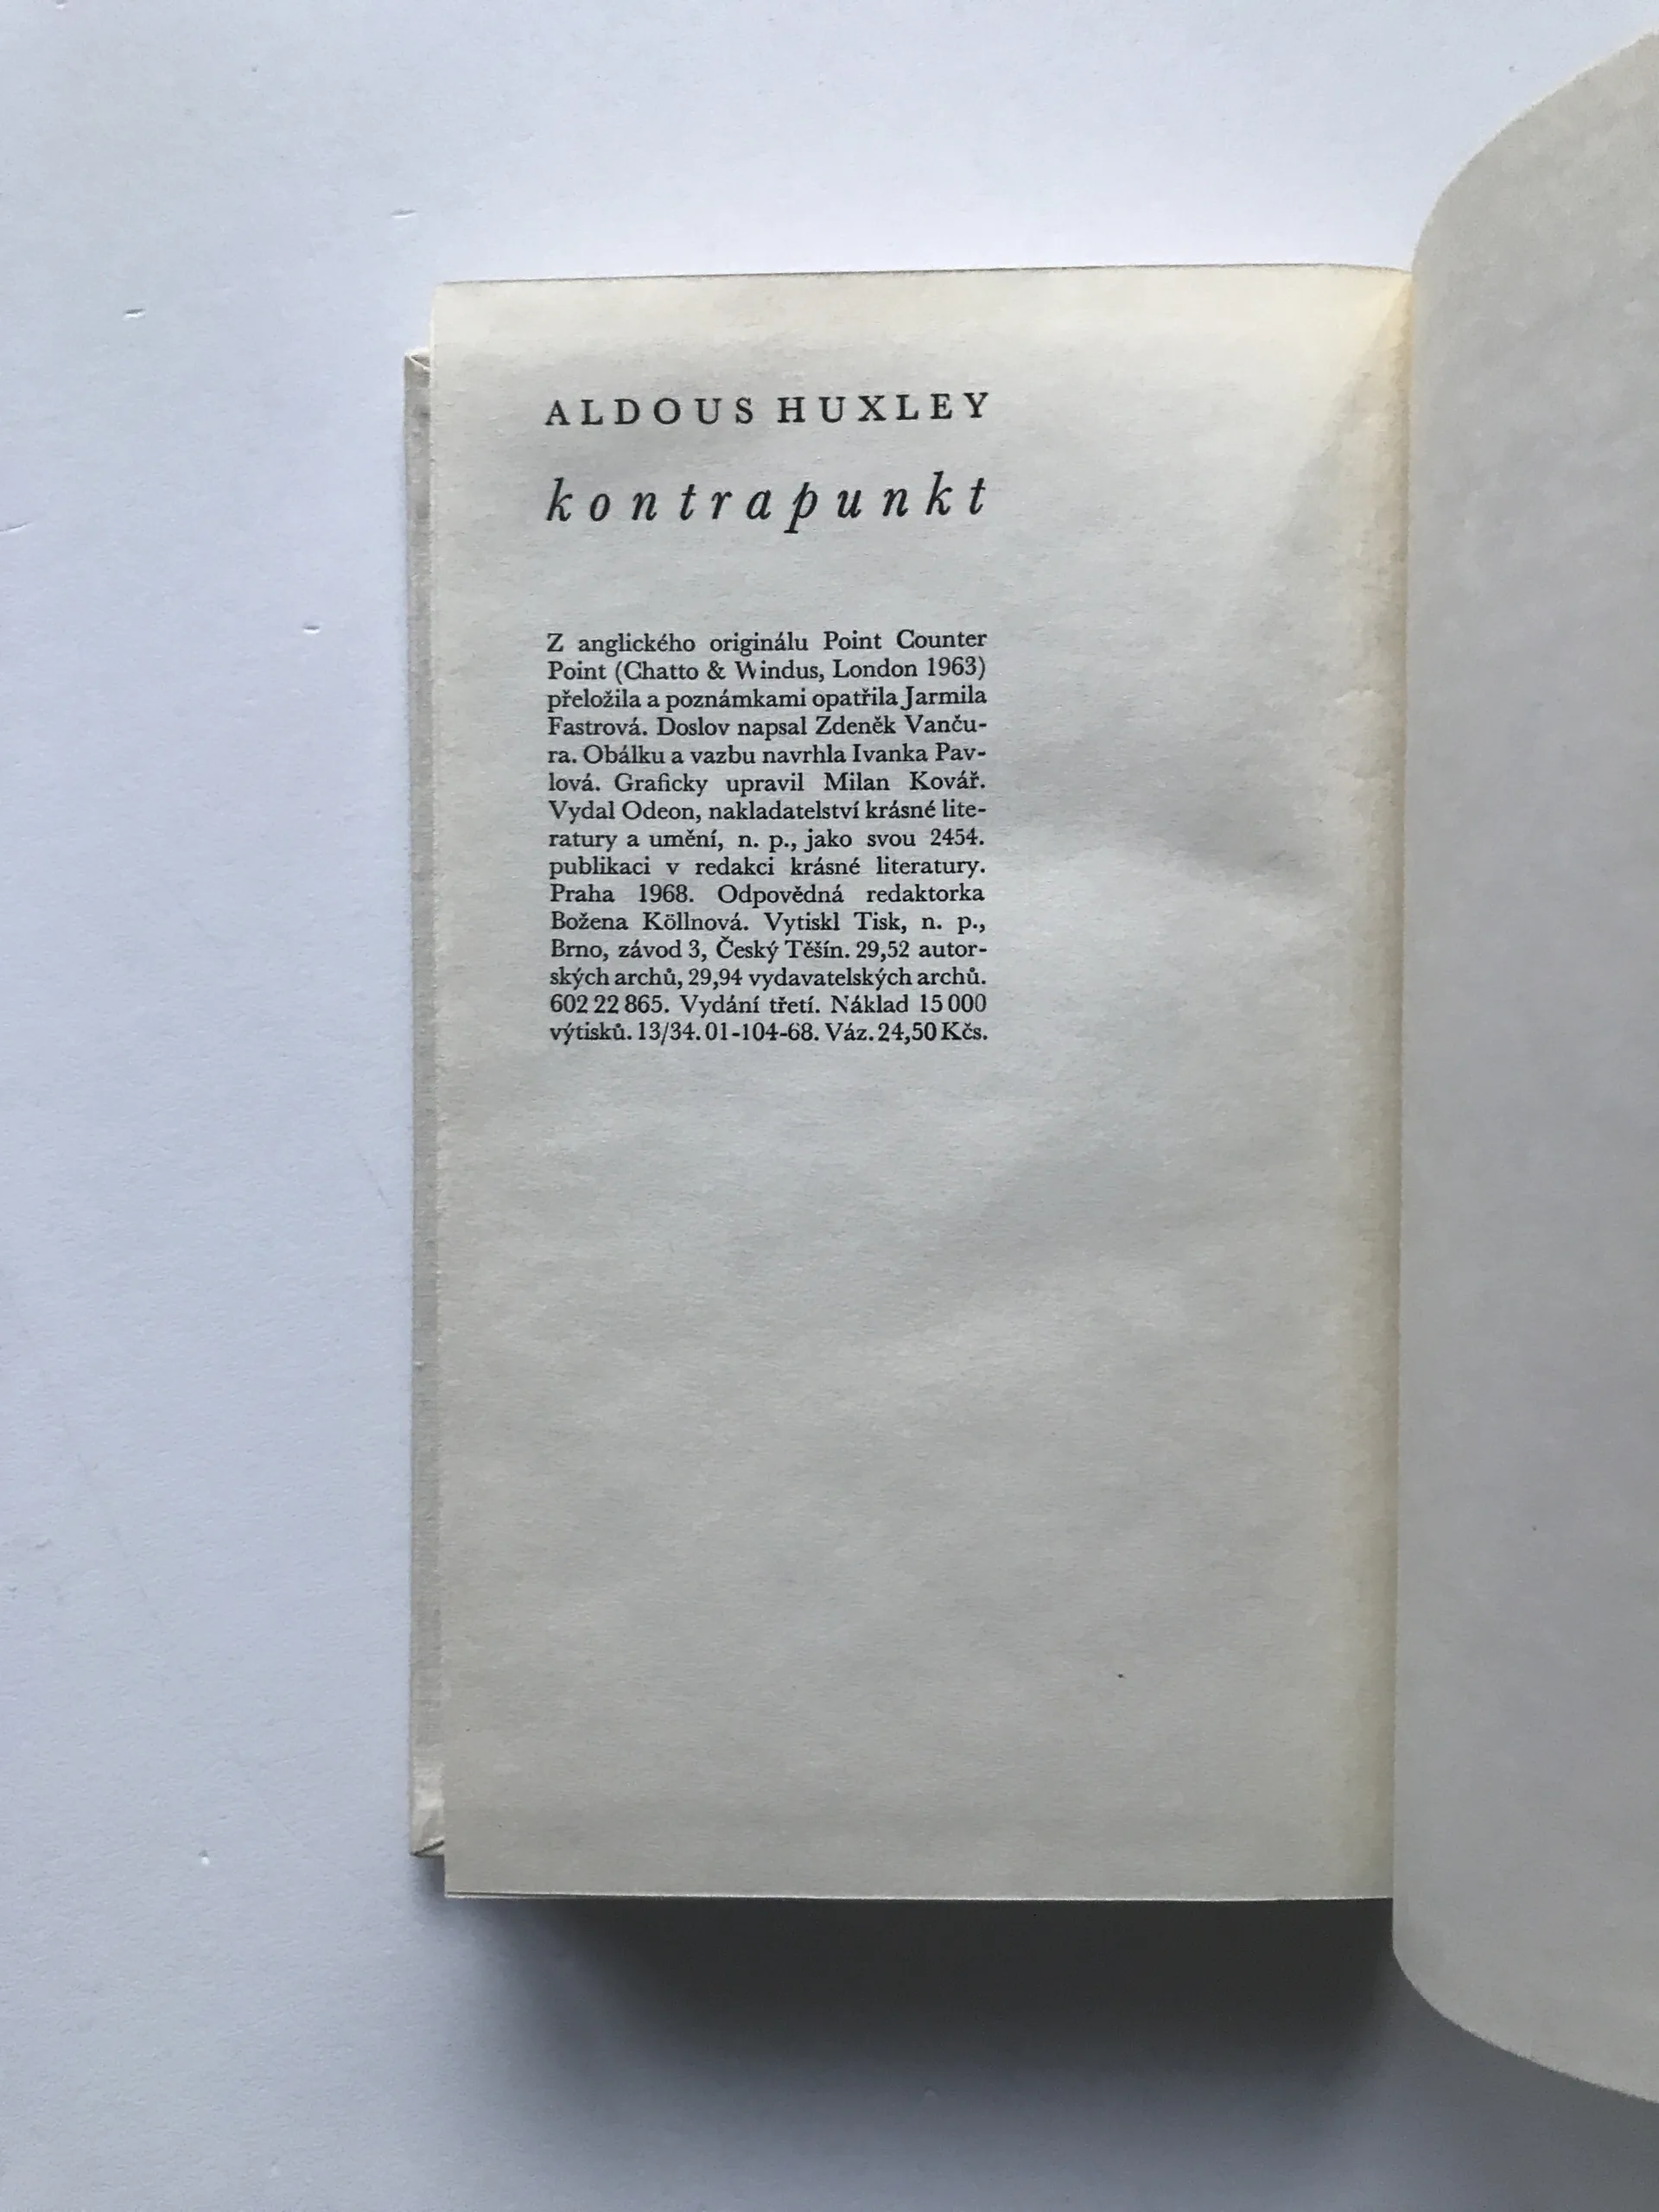 ALDOUS HUXLEY
kontrapunkt
Z anglického originálu Point Counter
Point (Chatto & Windus, London 1963)
přeložila a poznámkami opatřila Jarmila
Fastrová. Doslov napsal Zdeněk Vanču-
ra. Obálku a vazbu navrhla Ivanka Pav-
lová. Graficky upravil Milan Kovář.
Vydal Odeon, nakladatelství krásné lite-
ratury a umění, n. p., jako svou 2454.
publikaci v redakci krásné literatury.
Praha 1968. Odpovědná redaktorka
Božena Köllnová. Vytiskl Tisk, n. p.,
Brno, závod 3, Český Těšín. 29,52 autor-
ských archů, 29,94 vydavatelských archů.
602 22 865. Vydání třetí. Náklad 15 000
výtisků. 13/34. 01-104-68. Váz. 24,50 Kčs.